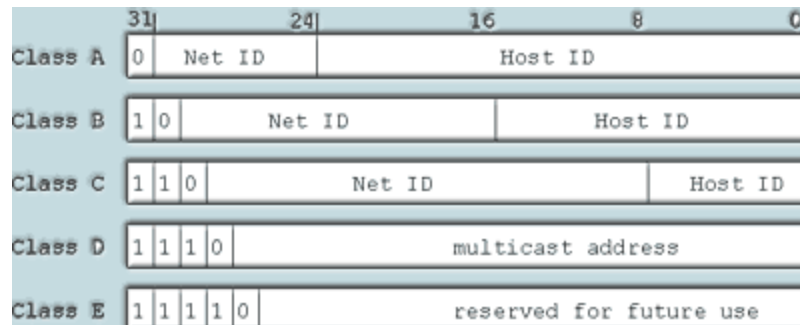 31 24 16 8 0
Class A 0 Net ID Host ID
Class B 1 0 Net ID Host ID
Class C 1 1 0 Net ID Host ID
Class D 1 1 1 0 multicast address
Class E 1 1 1 1 0 reserved for future use